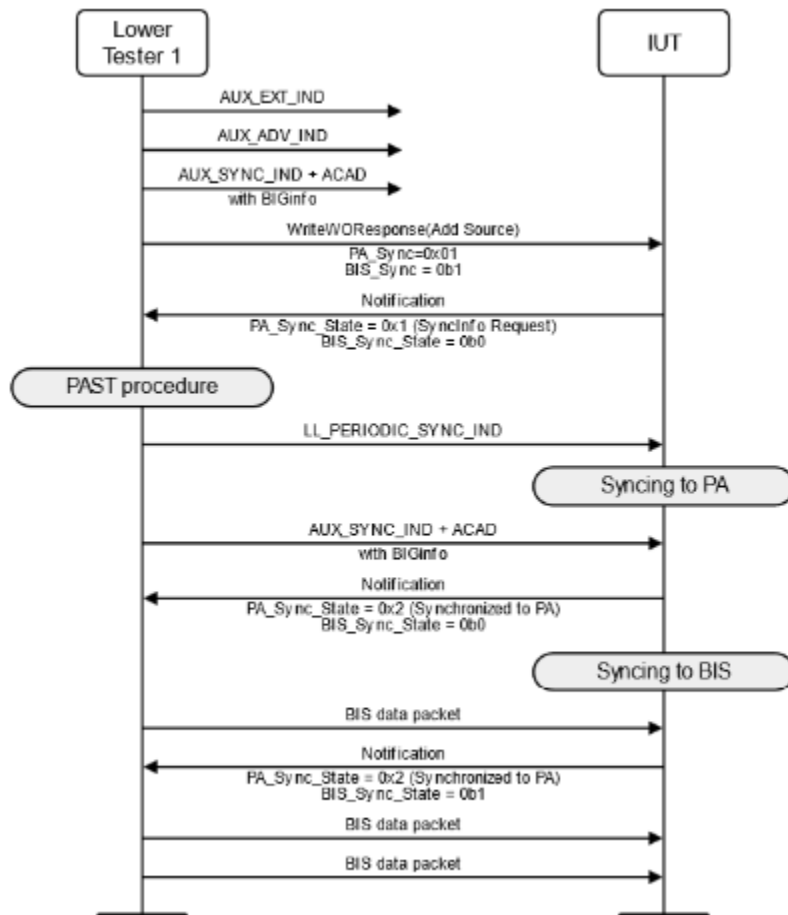 Lower
Tester 1
IUT
AUX_EXT_IND
AUX_ADV_IND
AUX_SYNC_IND + ACAD
with BIGinfo
WriteWOResponse(Add Source)
PA_Sync=0x01
BIS_Sync = 0b1
Notification
PA_Sync_State = 0x1 (SyncInfo Request)
BIS_Sync_State = 0b0
PAST procedure
LL_PERIODIC_SYNC_IND
Syncing to PA
AUX_SYNC_IND + ACAD
with BIGinfo
Notification
PA_Sync_State = 0x2 (Synchronized to PA)
BIS_Sync_State = 0b0
Syncing to BIS
BIS data packet
Notification
PA_Sync_State = 0x2 (Synchronized to PA)
BIS_Sync_State = 0b1
BIS data packet
BIS data packet